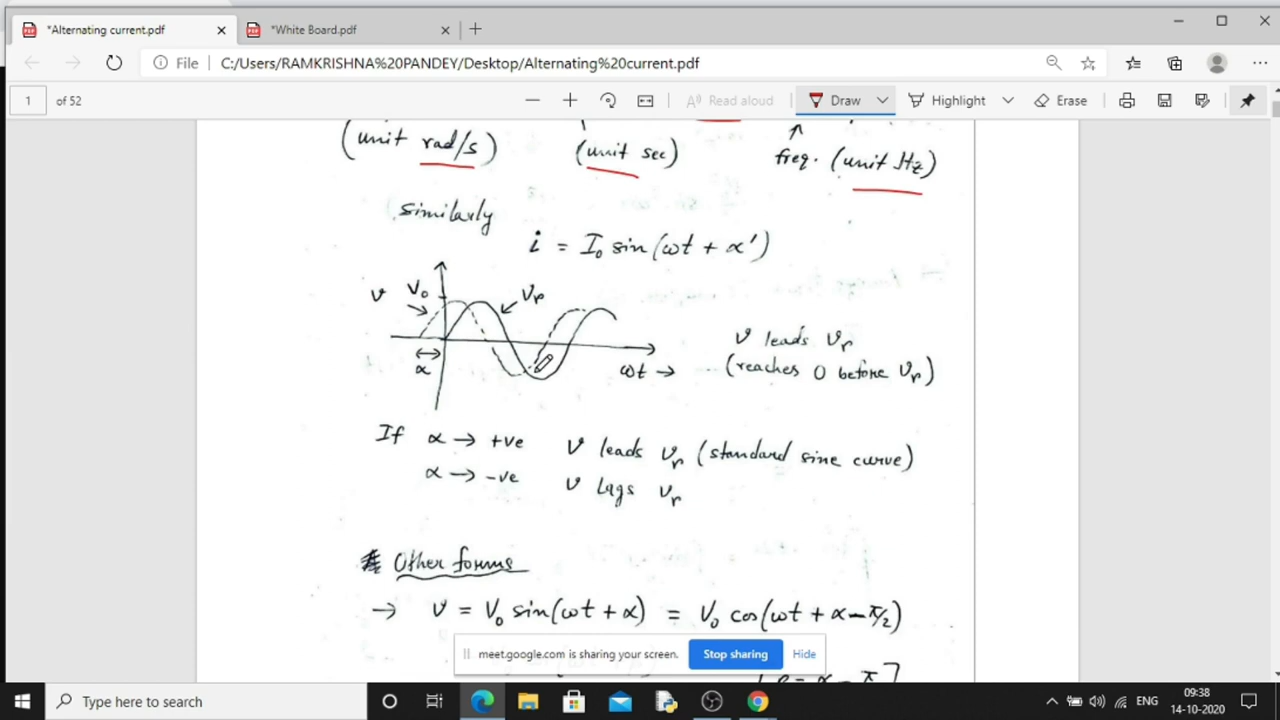 *Alternating current.pdf
*White Board.pdf
File C:/Users/RAMKRISHNA%20PANDEY/Desktop/Alternating%20current.pdf
1 of 52
Read aloud
Draw
Highlight
Erase
(unit rad/s) (unit sec) freq. (unit Hz)
similarly
i = I₀ sin(ωt + α')
v V₀ Vr
α ωt →
v leads vr
(reaches 0 before vr)
If α → +ve v leads vr (standard sine curve)
α → -ve v lags vr
Other forms
→ v = V₀ sin(ωt + α) = V₀ cos(ωt + α - π/2)
meet.google.com is sharing your screen. Stop sharing Hide
Type here to search
ENG
09:38
14-10-2020